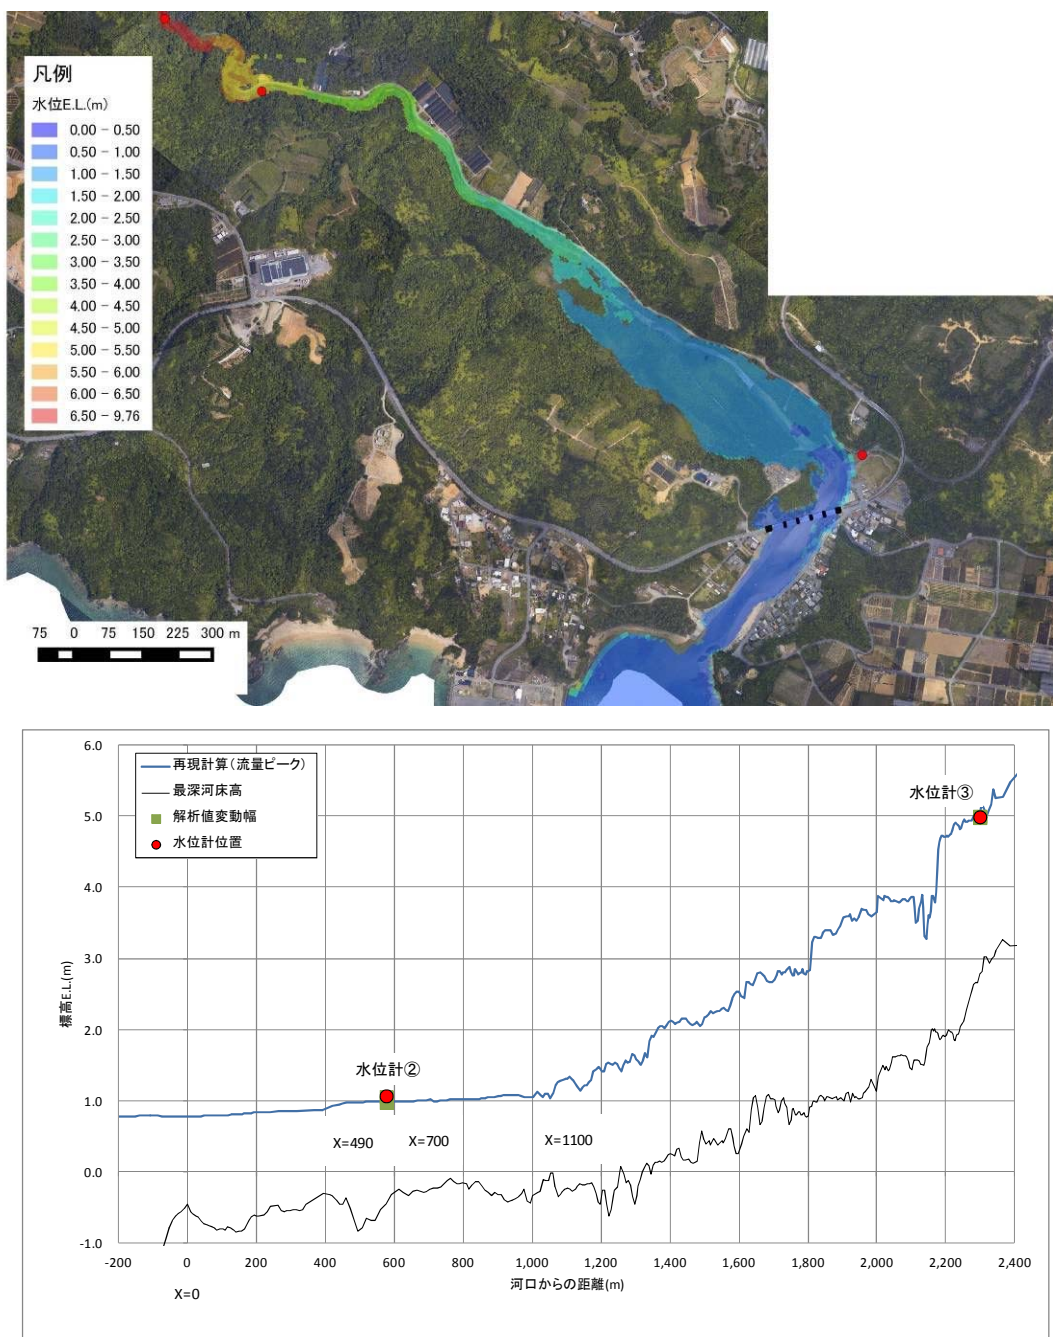 凡例
水位E.L.(m)
0.00 - 0.50
0.50 - 1.00
1.00 - 1.50
1.50 - 2.00
2.00 - 2.50
2.50 - 3.00
3.00 - 3.50
3.50 - 4.00
4.00 - 4.50
4.50 - 5.00
5.00 - 5.50
5.50 - 6.00
6.00 - 6.50
6.50 - 9.76
75 0 75 150 225 300 m
6.0
5.0
4.0
3.0
2.0
1.0
0.0
-1.0
標高E.L.(m)
再現計算(流量ピーク)
最深河床高
解析値変動幅
水位計位置
水位計③
水位計②
X=490 X=700 X=1100
-200 0 200 400 600 800 1,000 1,200 1,400 1,600 1,800 2,000 2,200 2,400
河口からの距離(m)
X=0